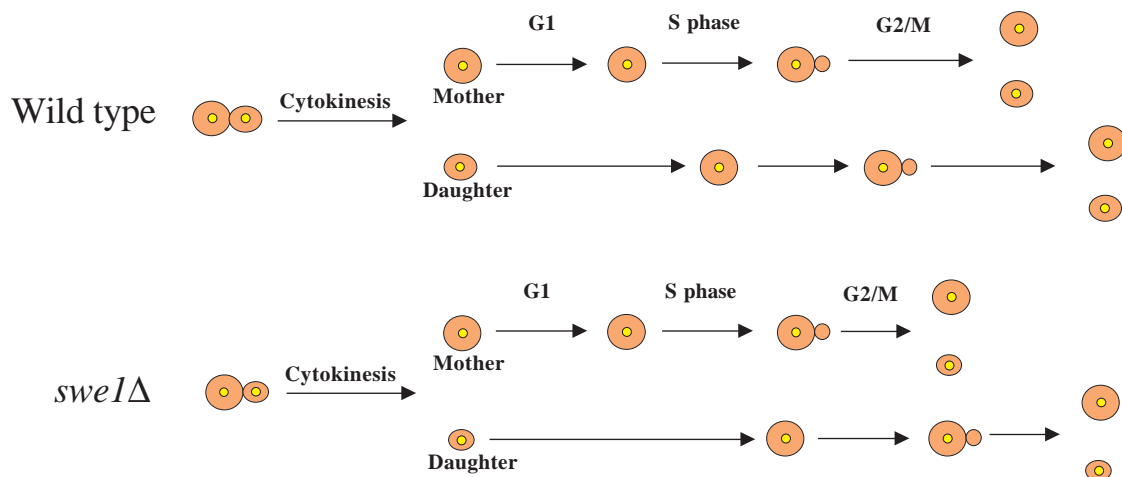 G1 S phase G2/M
Wild type Cytokinesis Mother
Daughter
G1 S phase G2/M
swe1Δ Cytokinesis Mother
Daughter